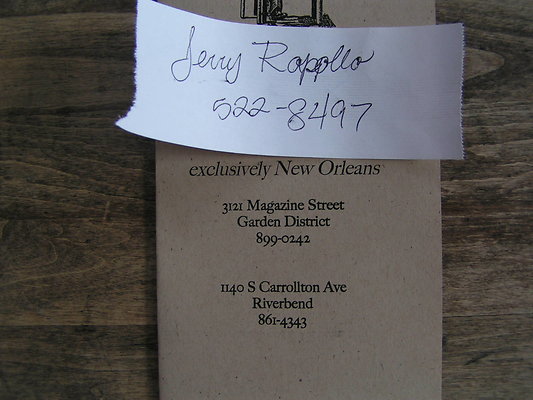 Jerry Roppllo
522-8497
exclusively New Orleans
3121 Magazine Street
Garden District
899-0242
1140 S Carrollton Ave
Riverbend
861-4343